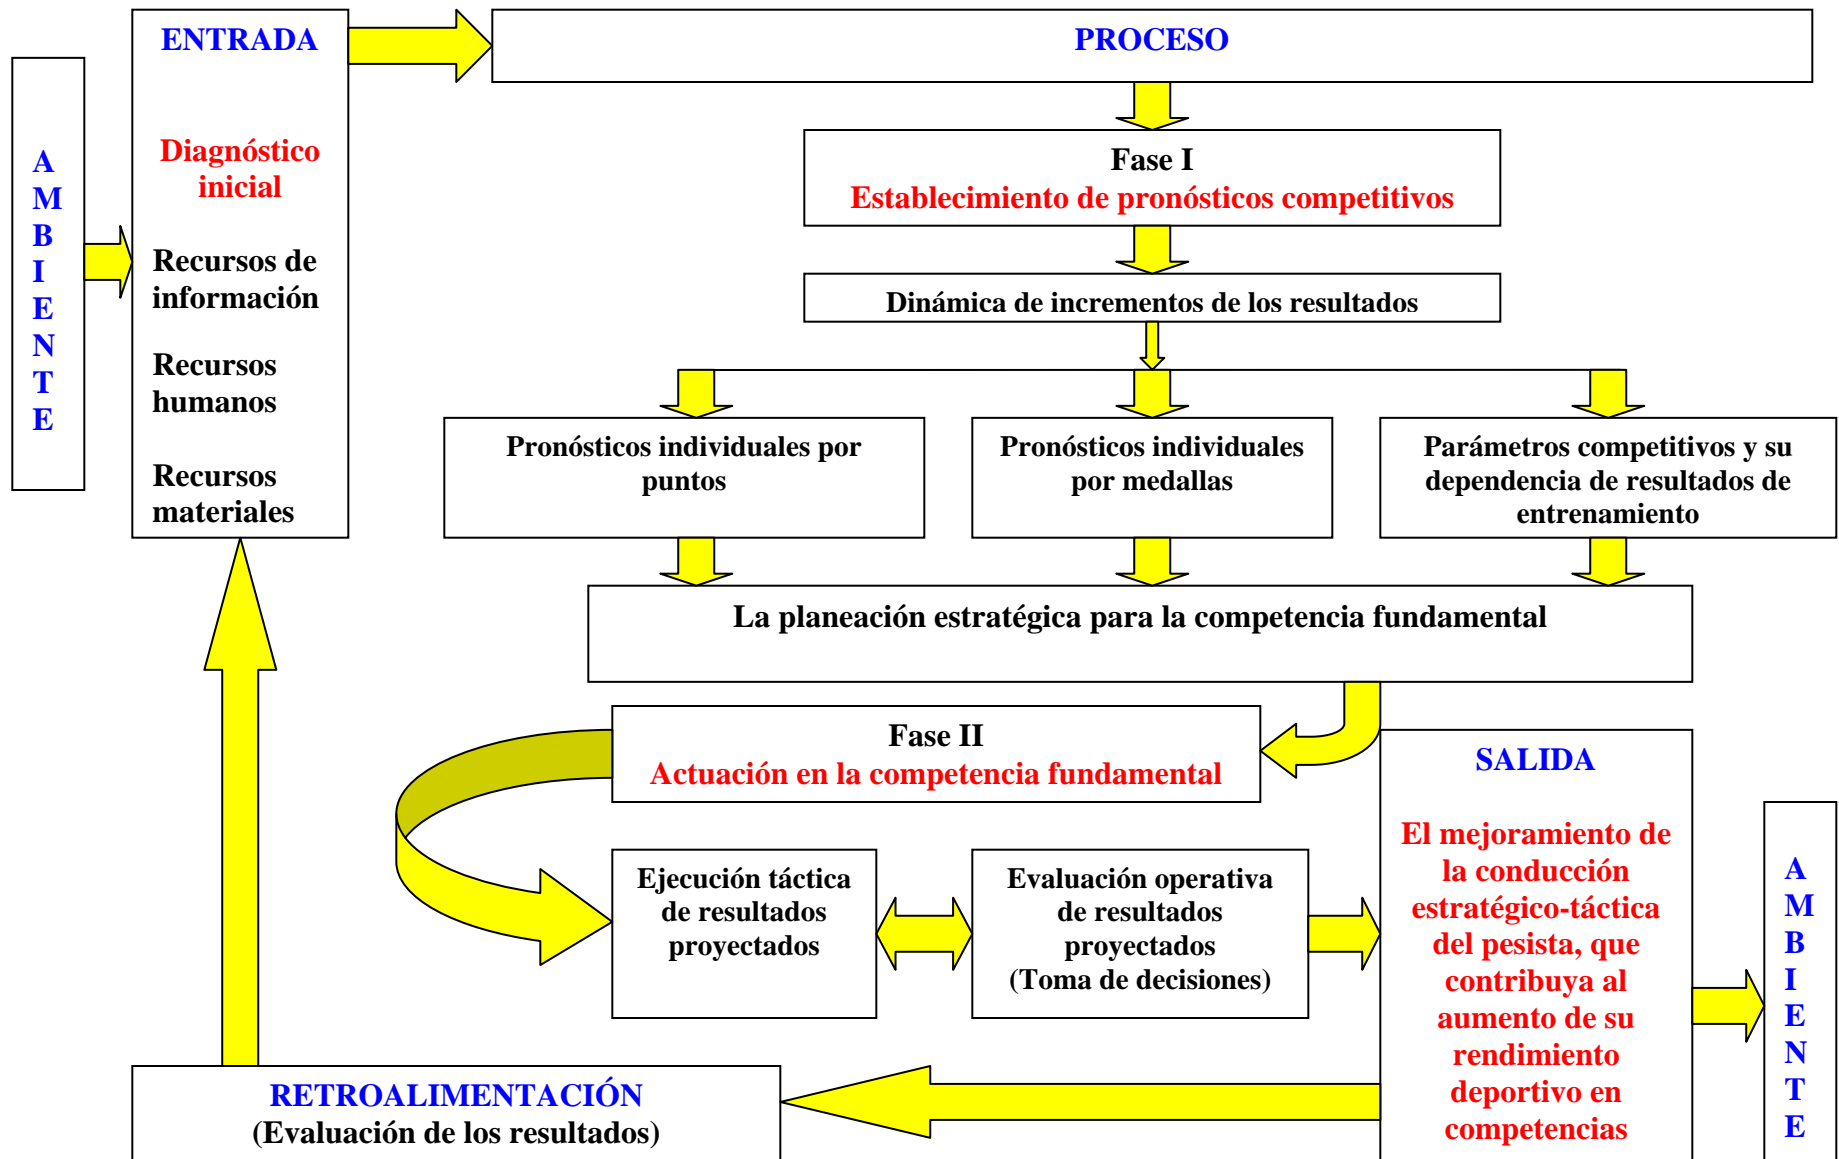 A
M
B
I
E
N
T
E
ENTRADA
Diagnóstico
inicial
Recursos de
información
Recursos
humanos
Recursos
materiales
PROCESO
Fase I
Establecimiento de pronósticos competitivos
Dinámica de incrementos de los resultados
Pronósticos individuales por
puntos
Pronósticos individuales
por medallas
Parámetros competitivos y su
dependencia de resultados de
entrenamiento
La planeación estratégica para la competencia fundamental
Fase II
Actuación en la competencia fundamental
Ejecución táctica
de resultados
proyectados
Evaluación operativa
de resultados
proyectados
(Toma de decisiones)
SALIDA
El mejoramiento de
la conducción
estratégico-táctica
del pesista, que
contribuya al
aumento de su
rendimiento
deportivo en
competencias
A
M
B
I
E
N
T
E
RETROALIMENTACIÓN
(Evaluación de los resultados)